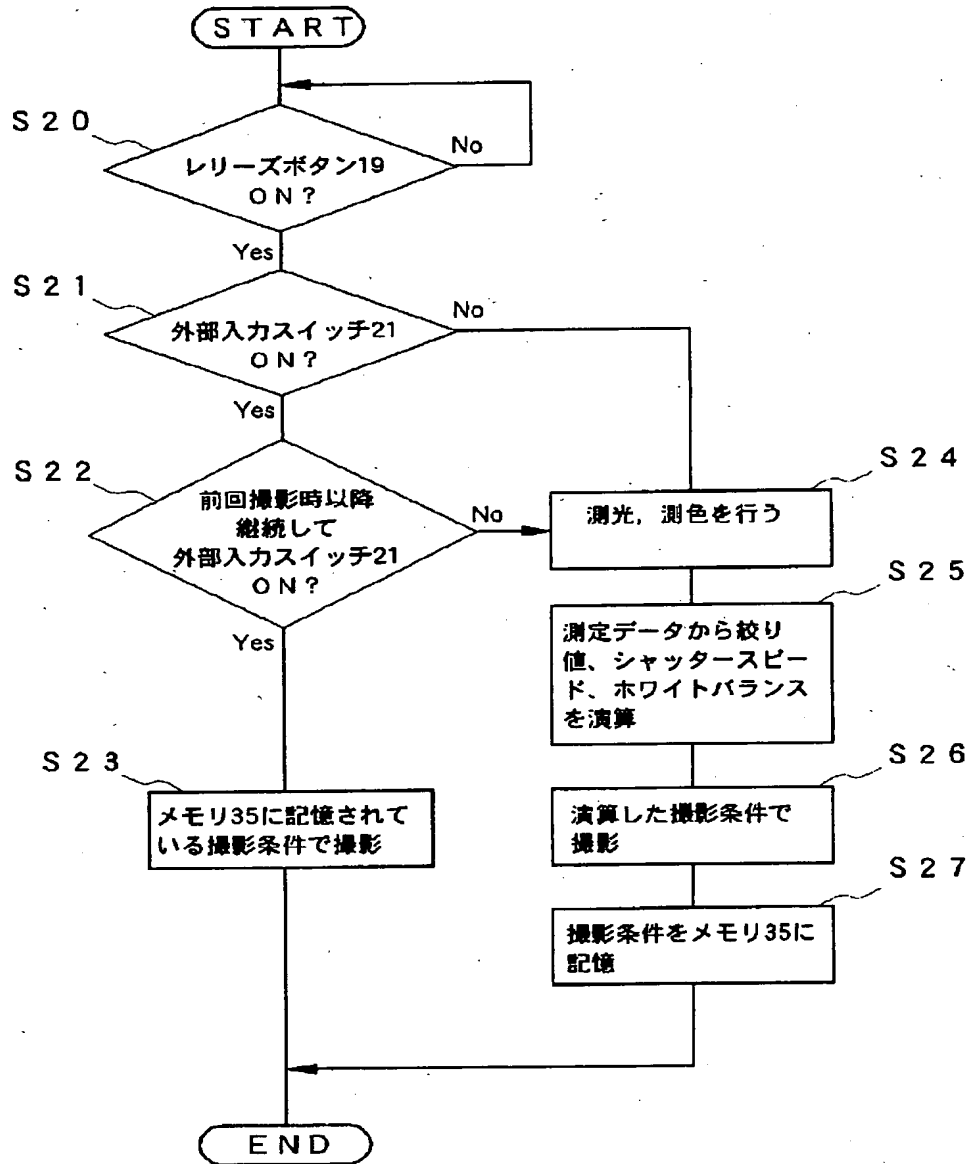 START
S20
レリーズボタン19
ON?
No
Yes
S21
外部入力スイッチ21
ON?
No
Yes
S22
前回撮影時以降
継続して
外部入力スイッチ21
ON?
No
Yes
S23
メモリ35に記憶されて
いる撮影条件で撮影
S24
測光，測色を行う
S25
測定データから絞り
値、シャッタースピー
ド、ホワイトバランス
を演算
S26
演算した撮影条件で
撮影
S27
撮影条件をメモリ35に
記憶
END